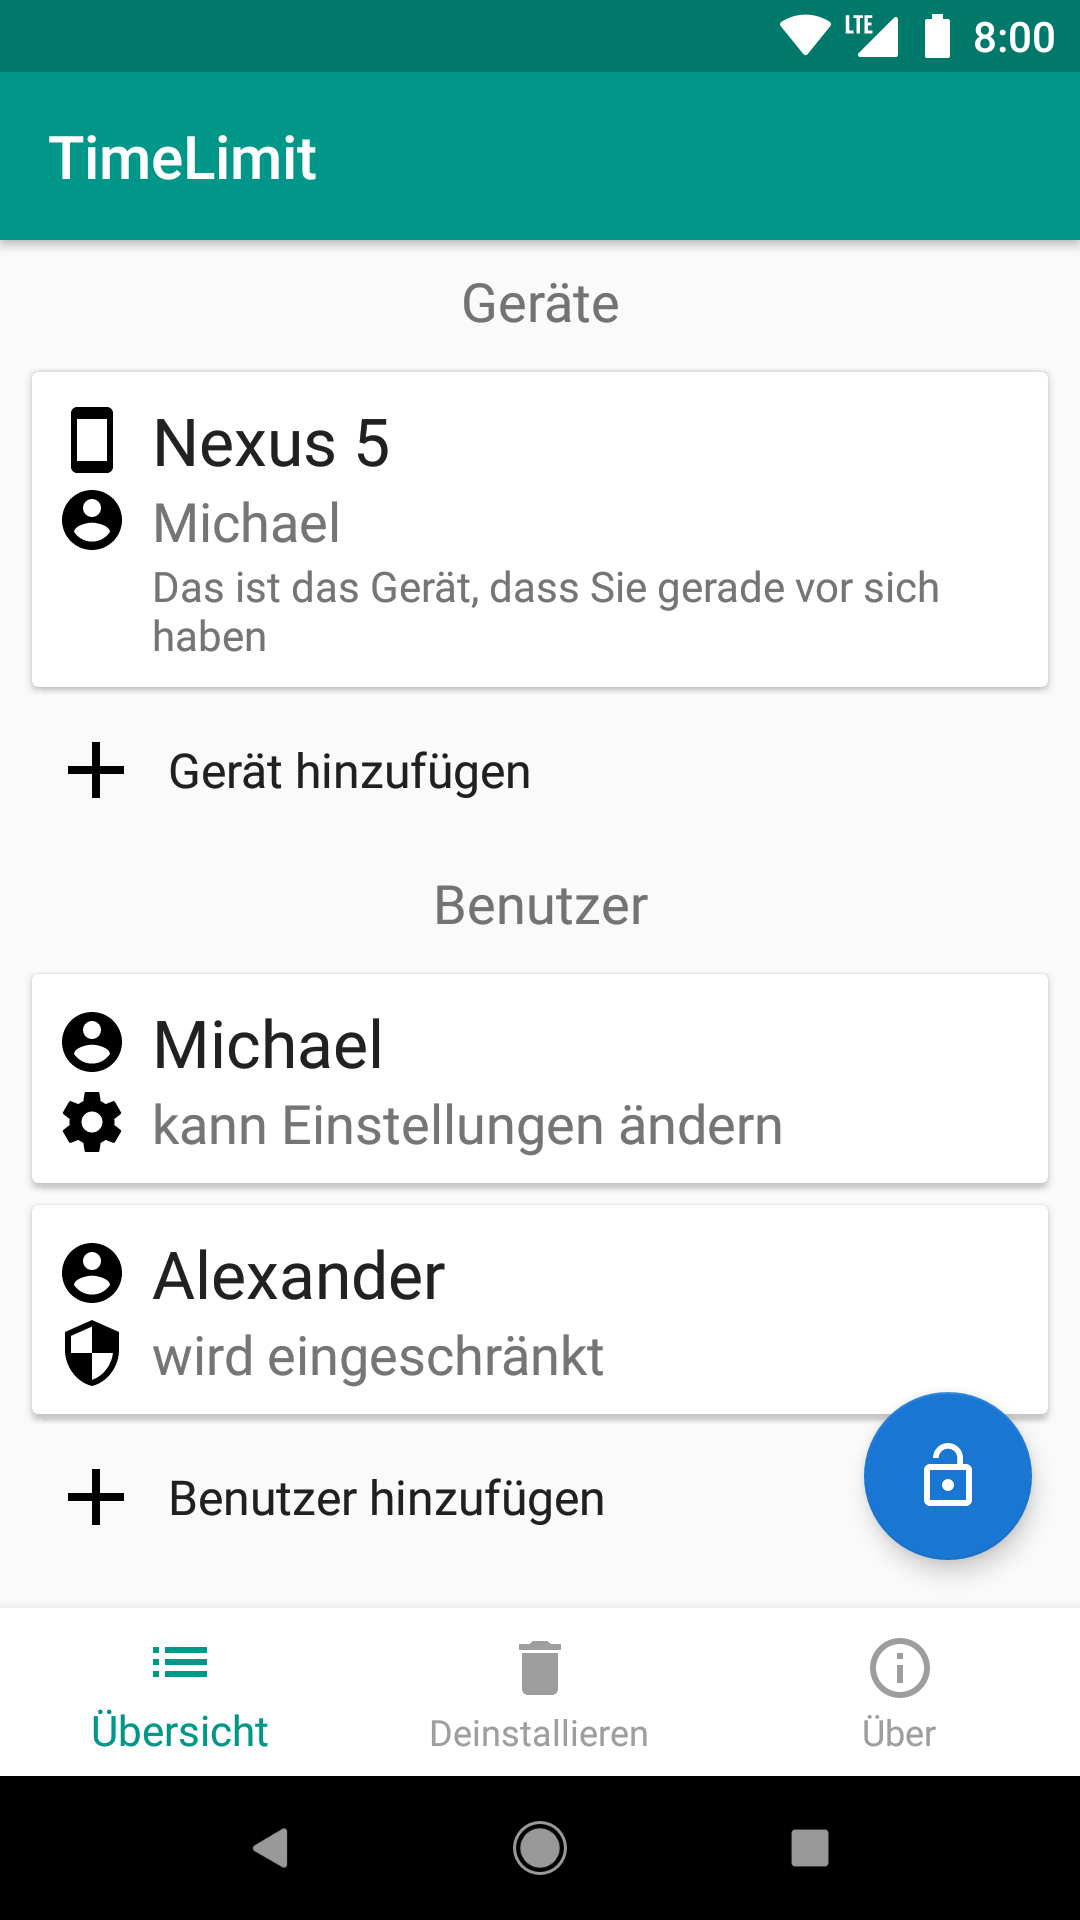 LTE 8:00
TimeLimit
Geräte
Nexus 5
Michael
Das ist das Gerät, dass Sie gerade vor sich
haben
Gerät hinzufügen
Benutzer
Michael
kann Einstellungen ändern
Alexander
wird eingeschränkt
Benutzer hinzufügen
Übersicht Deinstallieren Über